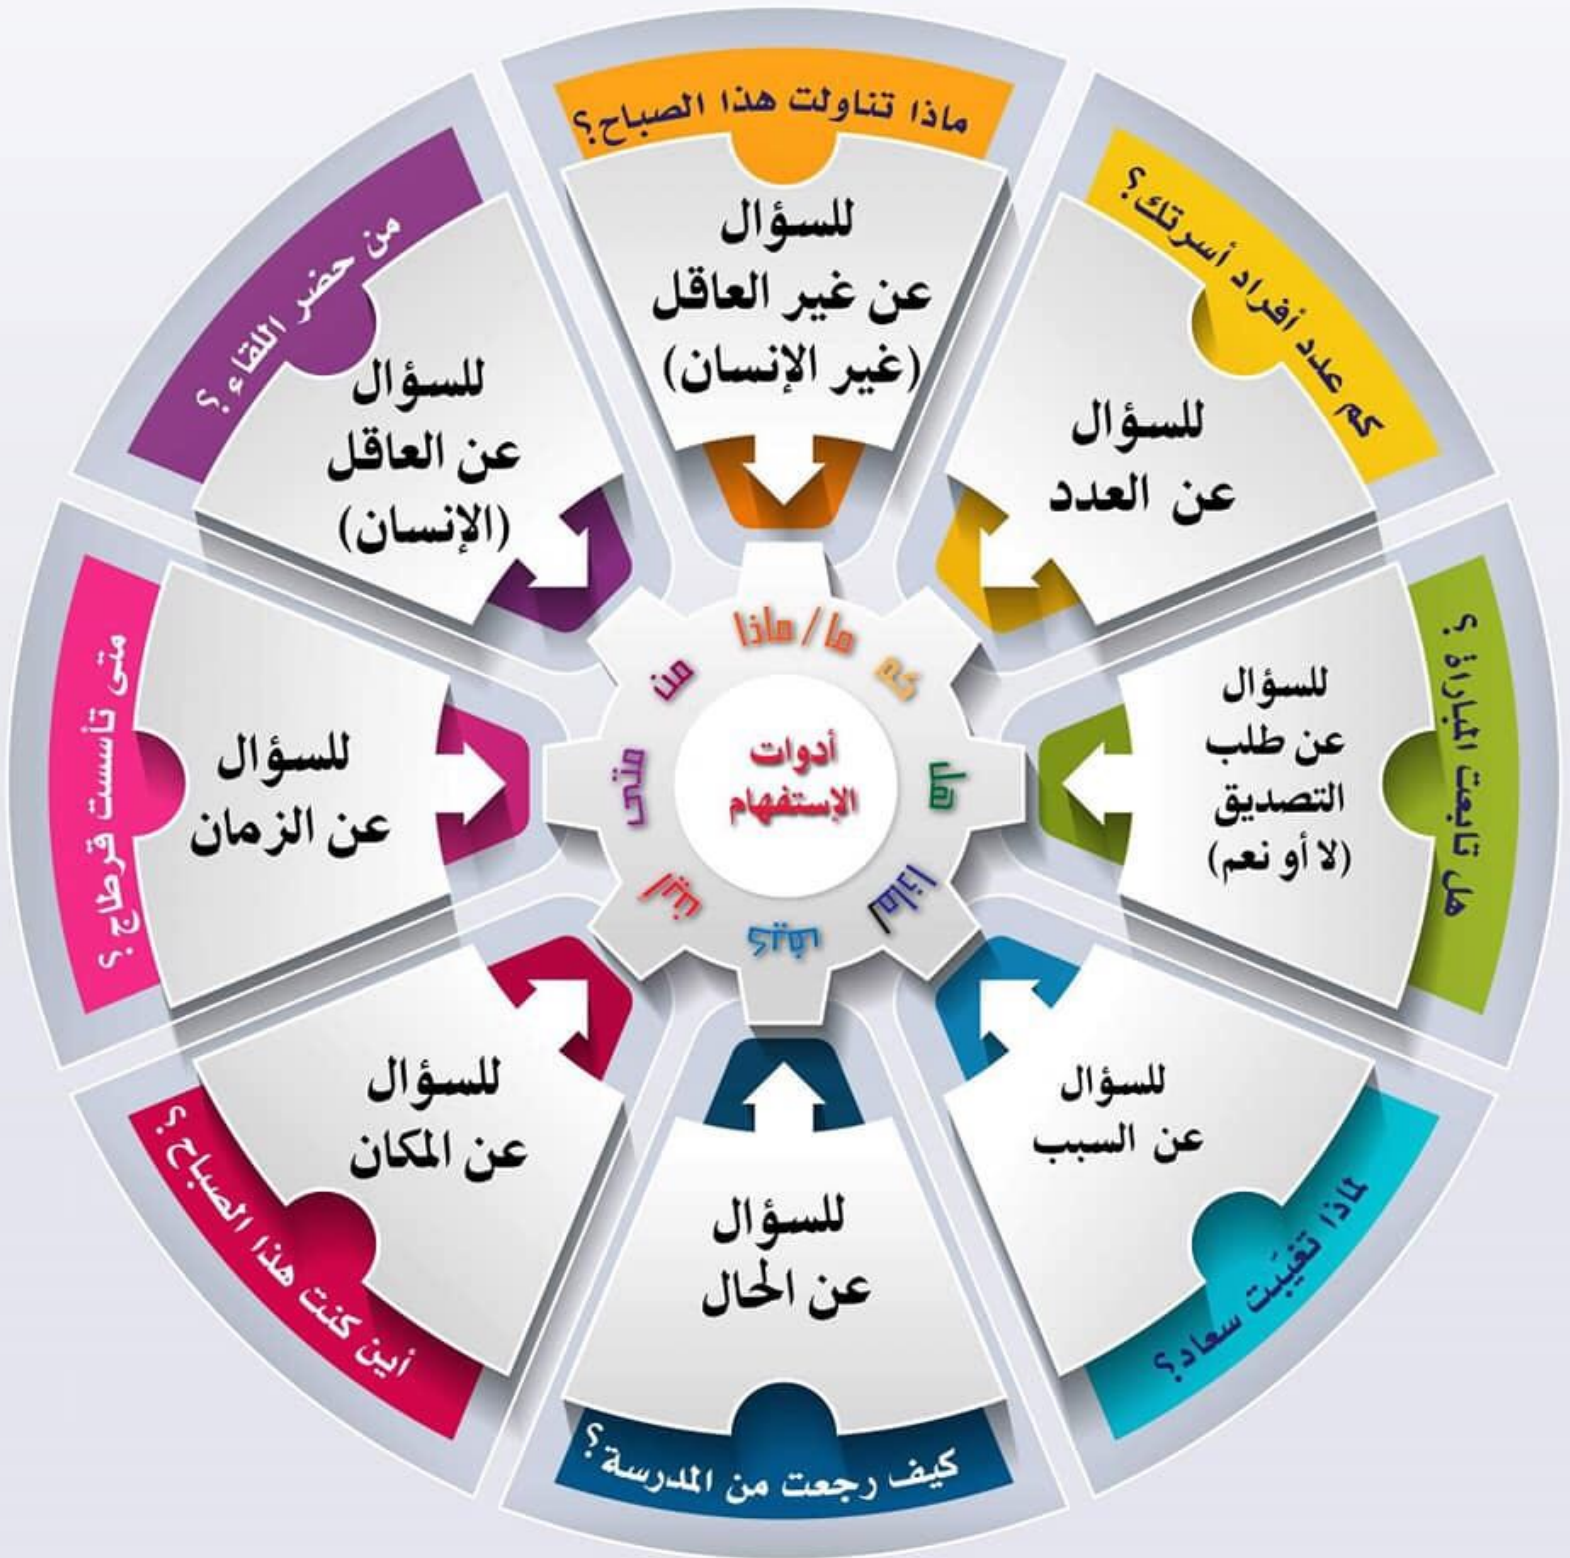 أدوات
الإستفهام
ما / ماذا
كم
هل
لماذا
كيف
أين
متى
من
ماذا تناولت هذا الصباح؟
للسؤال
عن غير العاقل
(غير الإنسان)
كم عدد أفراد أسرتك؟
للسؤال
عن العدد
هل تابعت المباراة ؟
للسؤال
عن طلب
التصديق
(لا أو نعم)
لماذا تغيّبت سعاد؟
للسؤال
عن السبب
كيف رجعت من المدرسة؟
للسؤال
عن الحال
أين كنت هذا الصباح ؟
للسؤال
عن المكان
متى تأسست قرطاج ؟
للسؤال
عن الزمان
من حضر اللقاء ؟
للسؤال
عن العاقل
(الإنسان)